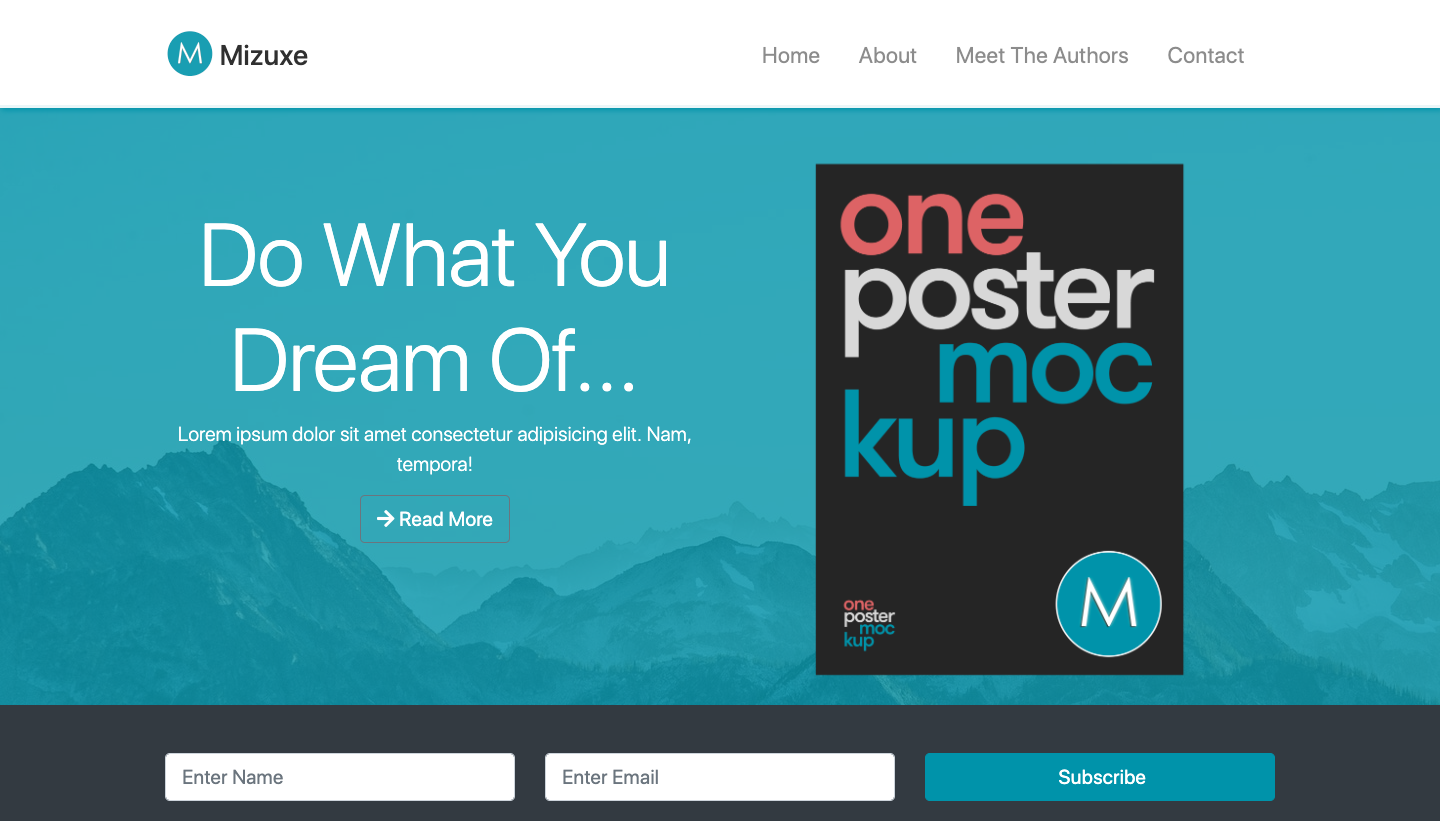 M Mizuxe
Home About Meet The Authors Contact
Do What You
Dream Of...
Lorem ipsum dolor sit amet consectetur adipisicing elit. Nam,
tempora!
Read More
one
poster
moc
kup
one
poster
moc
kup
M
Enter Name
Enter Email
Subscribe